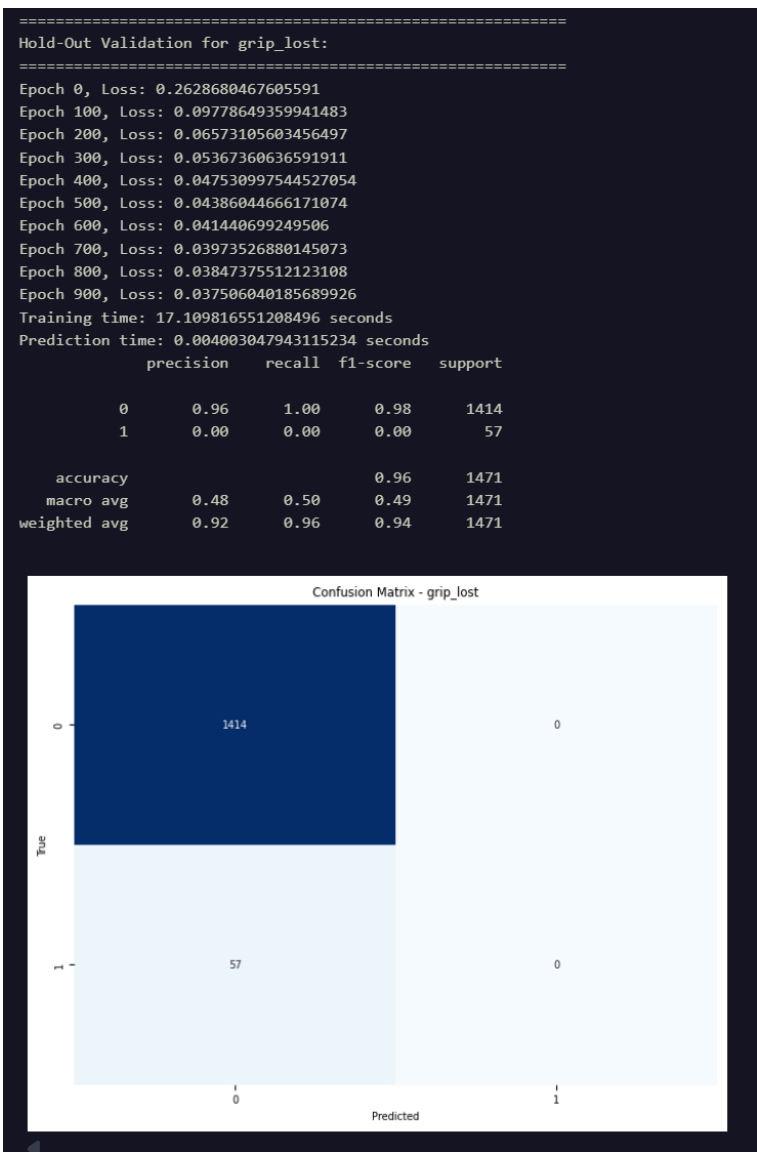 ============================================================
Hold-Out Validation for grip_lost:
============================================================
Epoch 0, Loss: 0.2628680467605591
Epoch 100, Loss: 0.09778649359941483
Epoch 200, Loss: 0.06573105603456497
Epoch 300, Loss: 0.05367360636591911
Epoch 400, Loss: 0.047530997544527054
Epoch 500, Loss: 0.04386044666171074
Epoch 600, Loss: 0.041440699249506
Epoch 700, Loss: 0.03973526880145073
Epoch 800, Loss: 0.03847375512123108
Epoch 900, Loss: 0.037506040185689926
Training time: 17.109816551208496 seconds
Prediction time: 0.004003047943115234 seconds
precision recall f1-score support
0 0.96 1.00 0.98 1414
1 0.00 0.00 0.00 57
accuracy 0.96 1471
macro avg 0.48 0.50 0.49 1471
weighted avg 0.92 0.96 0.94 1471
Confusion Matrix - grip_lost
0 1414 0
True
1 57 0
0 1
Predicted